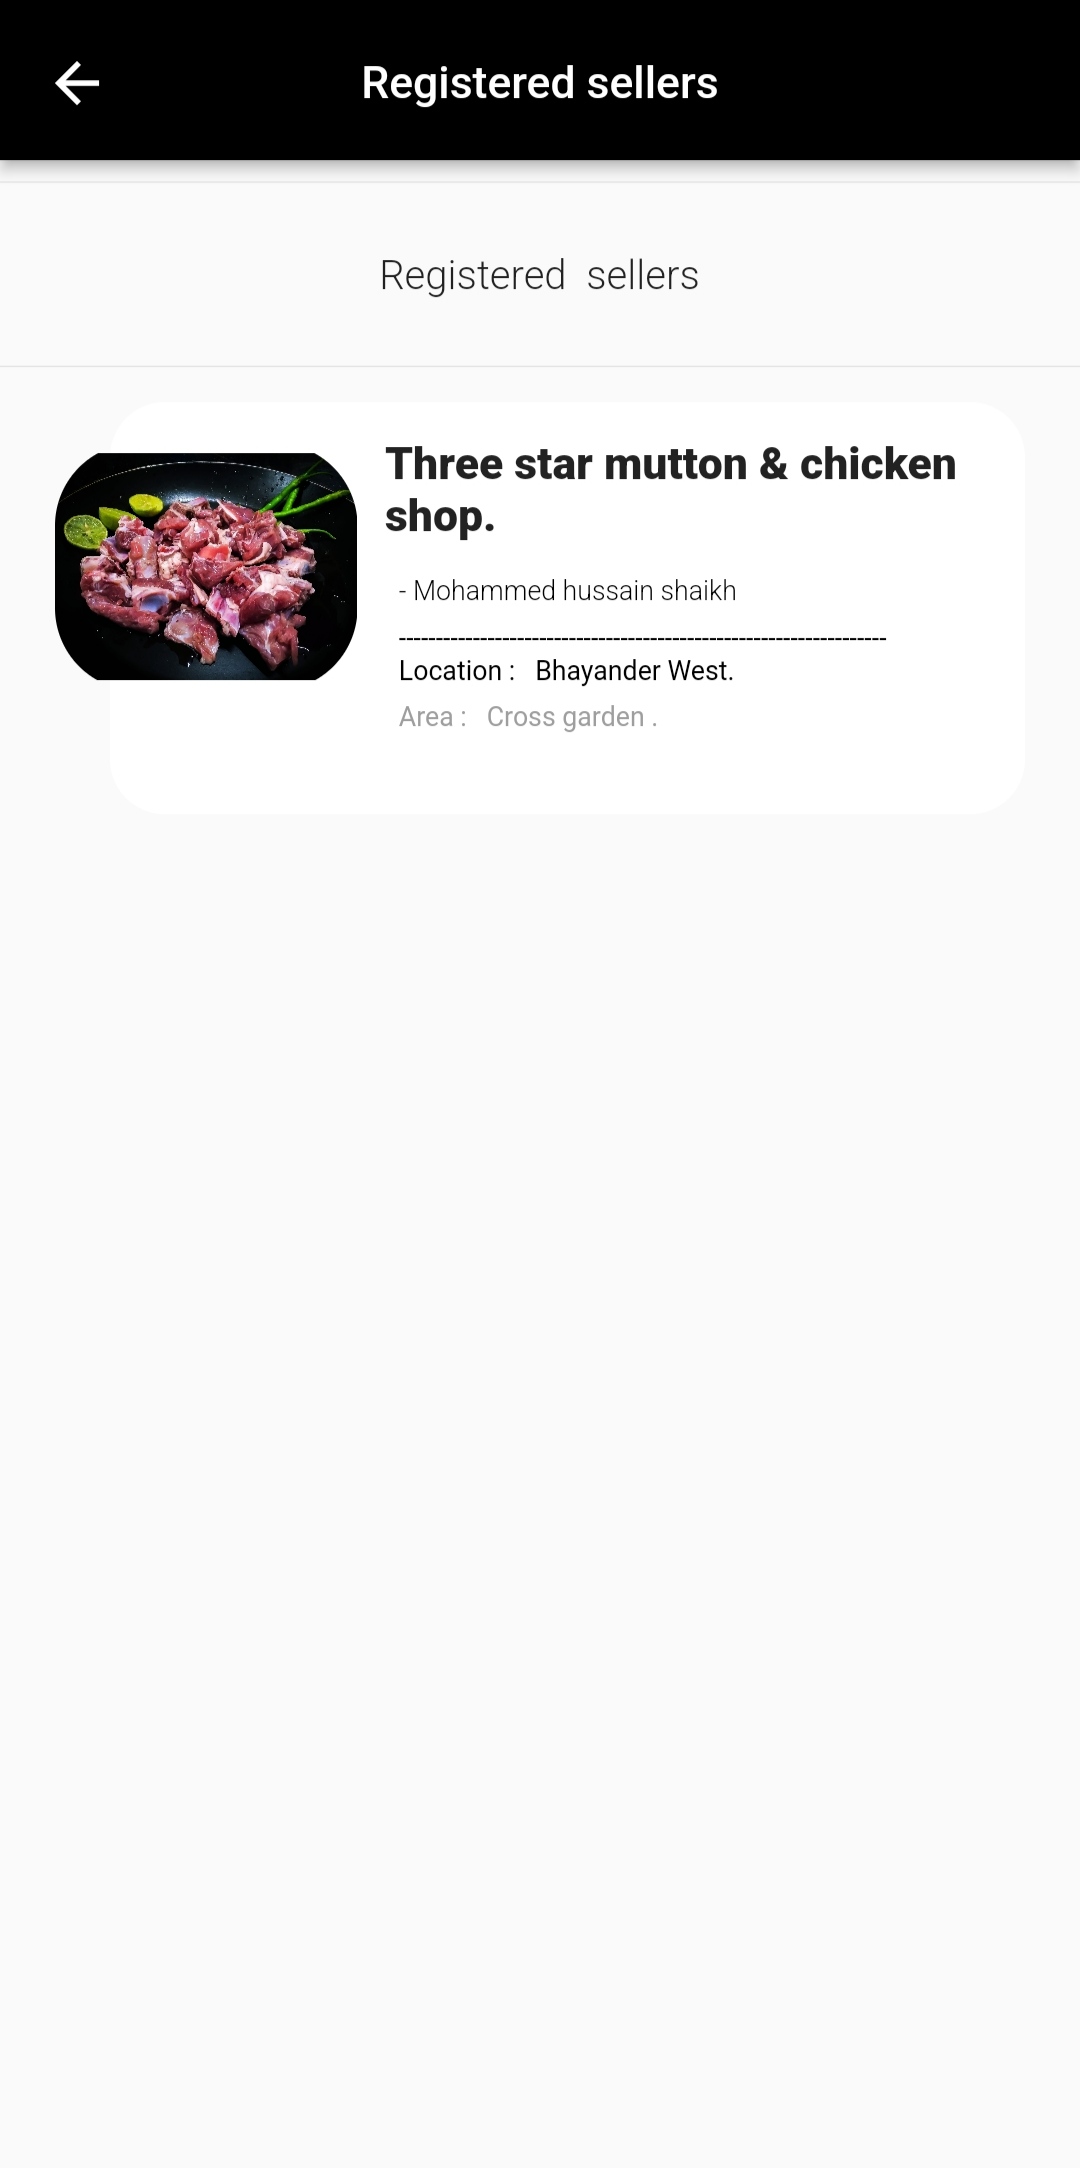 Registered sellers
Registered  sellers
Three star mutton & chicken
shop.
- Mohammed hussain shaikh
------------------------------------------------------------------
Location :   Bhayander West.
Area :   Cross garden .